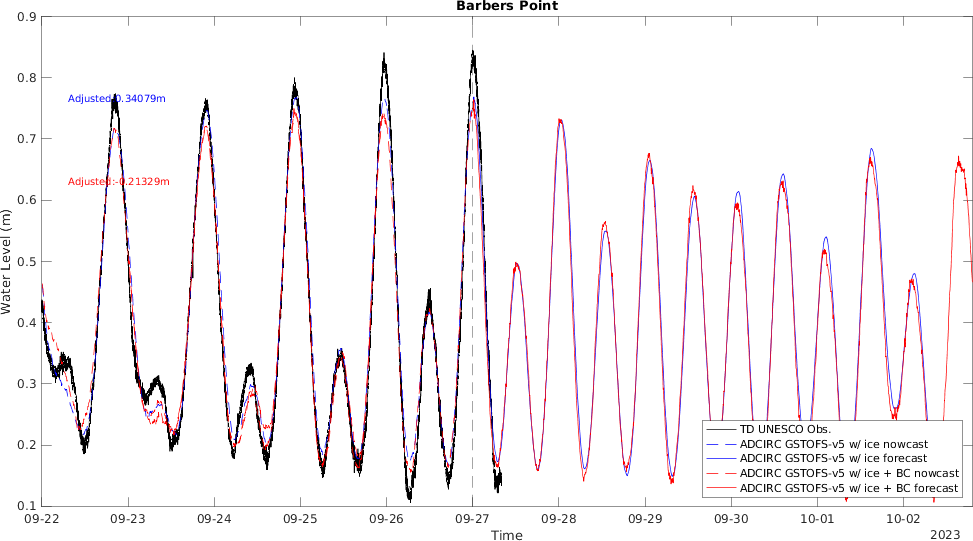 Barbers Point
0.9
0.8
0.7
0.6
0.5
0.4
0.3
0.2
0.1
Water Level (m)
Adjusted:0.34079m
Adjusted:-0.21329m
TD UNESCO Obs.
ADCIRC GSTOFS-v5 w/ ice nowcast
ADCIRC GSTOFS-v5 w/ ice forecast
ADCIRC GSTOFS-v5 w/ ice + BC nowcast
ADCIRC GSTOFS-v5 w/ ice + BC forecast
09-22 09-23 09-24 09-25 09-26 09-27 09-28 09-29 09-30 10-01 10-02
Time
2023